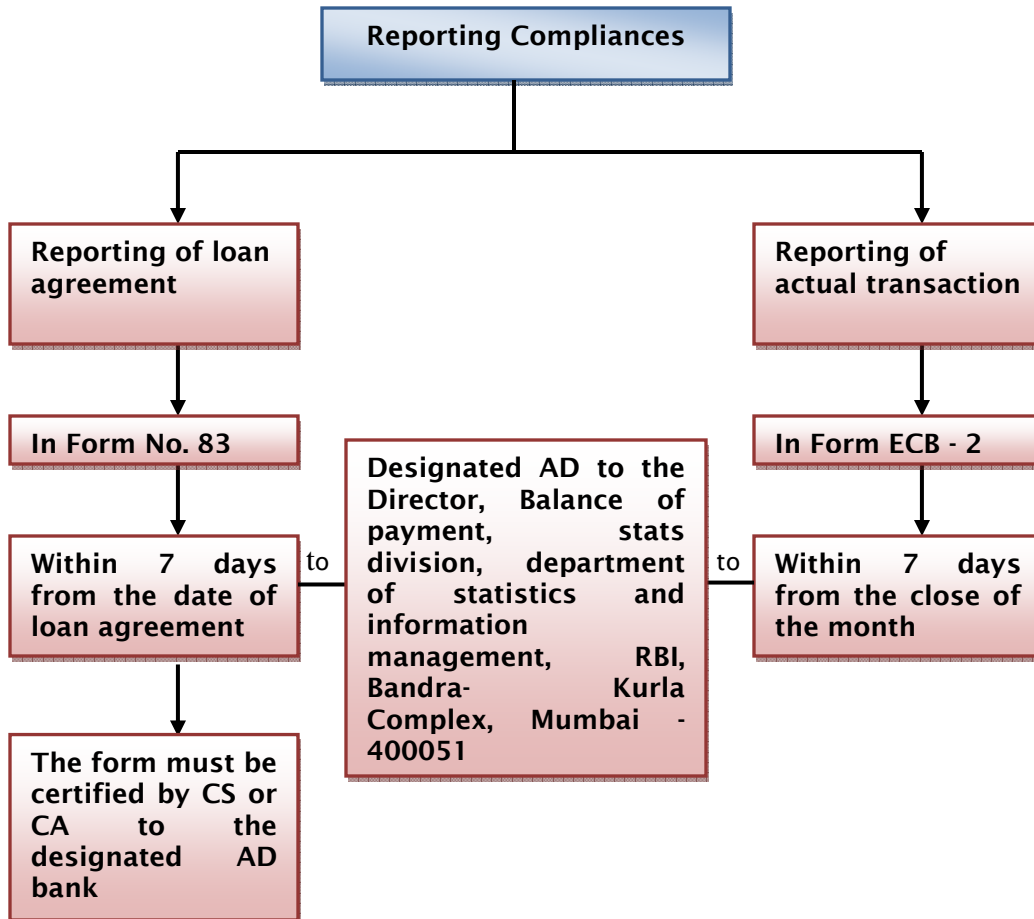 Reporting Compliances
Reporting of loan
agreement
Reporting of
actual transaction
In Form No. 83
In Form ECB - 2
Within 7 days
from the date of
loan agreement
to
Designated AD to the
Director, Balance of
payment, stats
division, department
of statistics and
information
management, RBI,
Bandra- Kurla
Complex, Mumbai -
400051
to
Within 7 days
from the close of
the month
The form must be
certified by CS or
CA to the
designated AD
bank